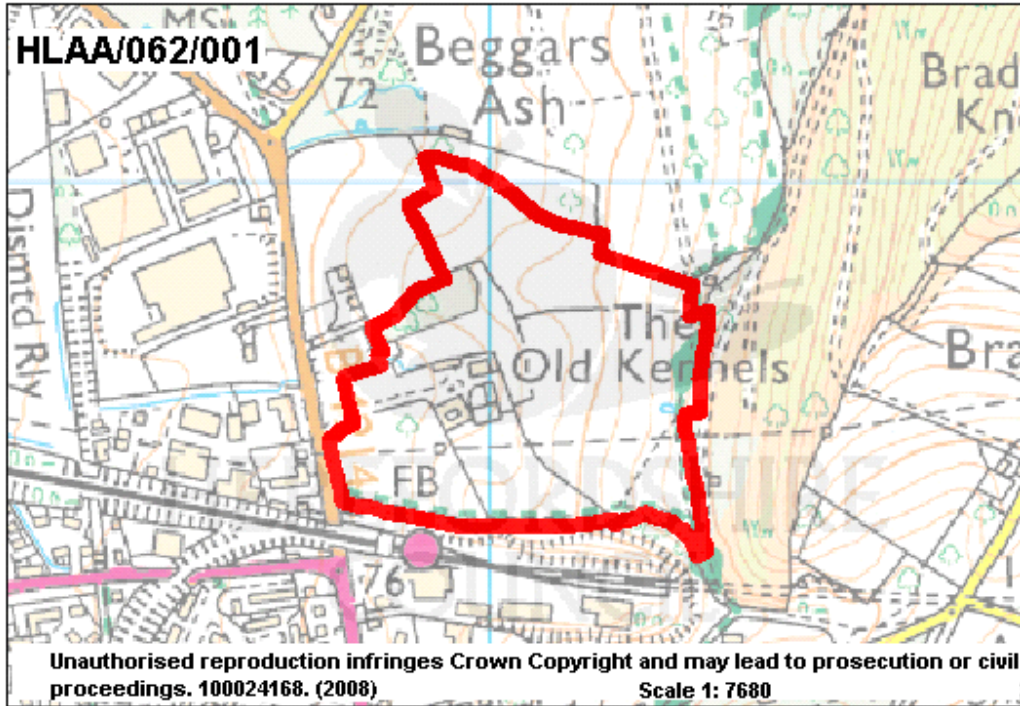 HLAA/062/001
MS
Beggars
Ash
72
Brad
Kno
Dismtd Rly
The
Old Kennels
Bra
FB
76
Unauthorised reproduction infringes Crown Copyright and may lead to prosecution or civil
proceedings. 100024168. (2008)
Scale 1: 7680